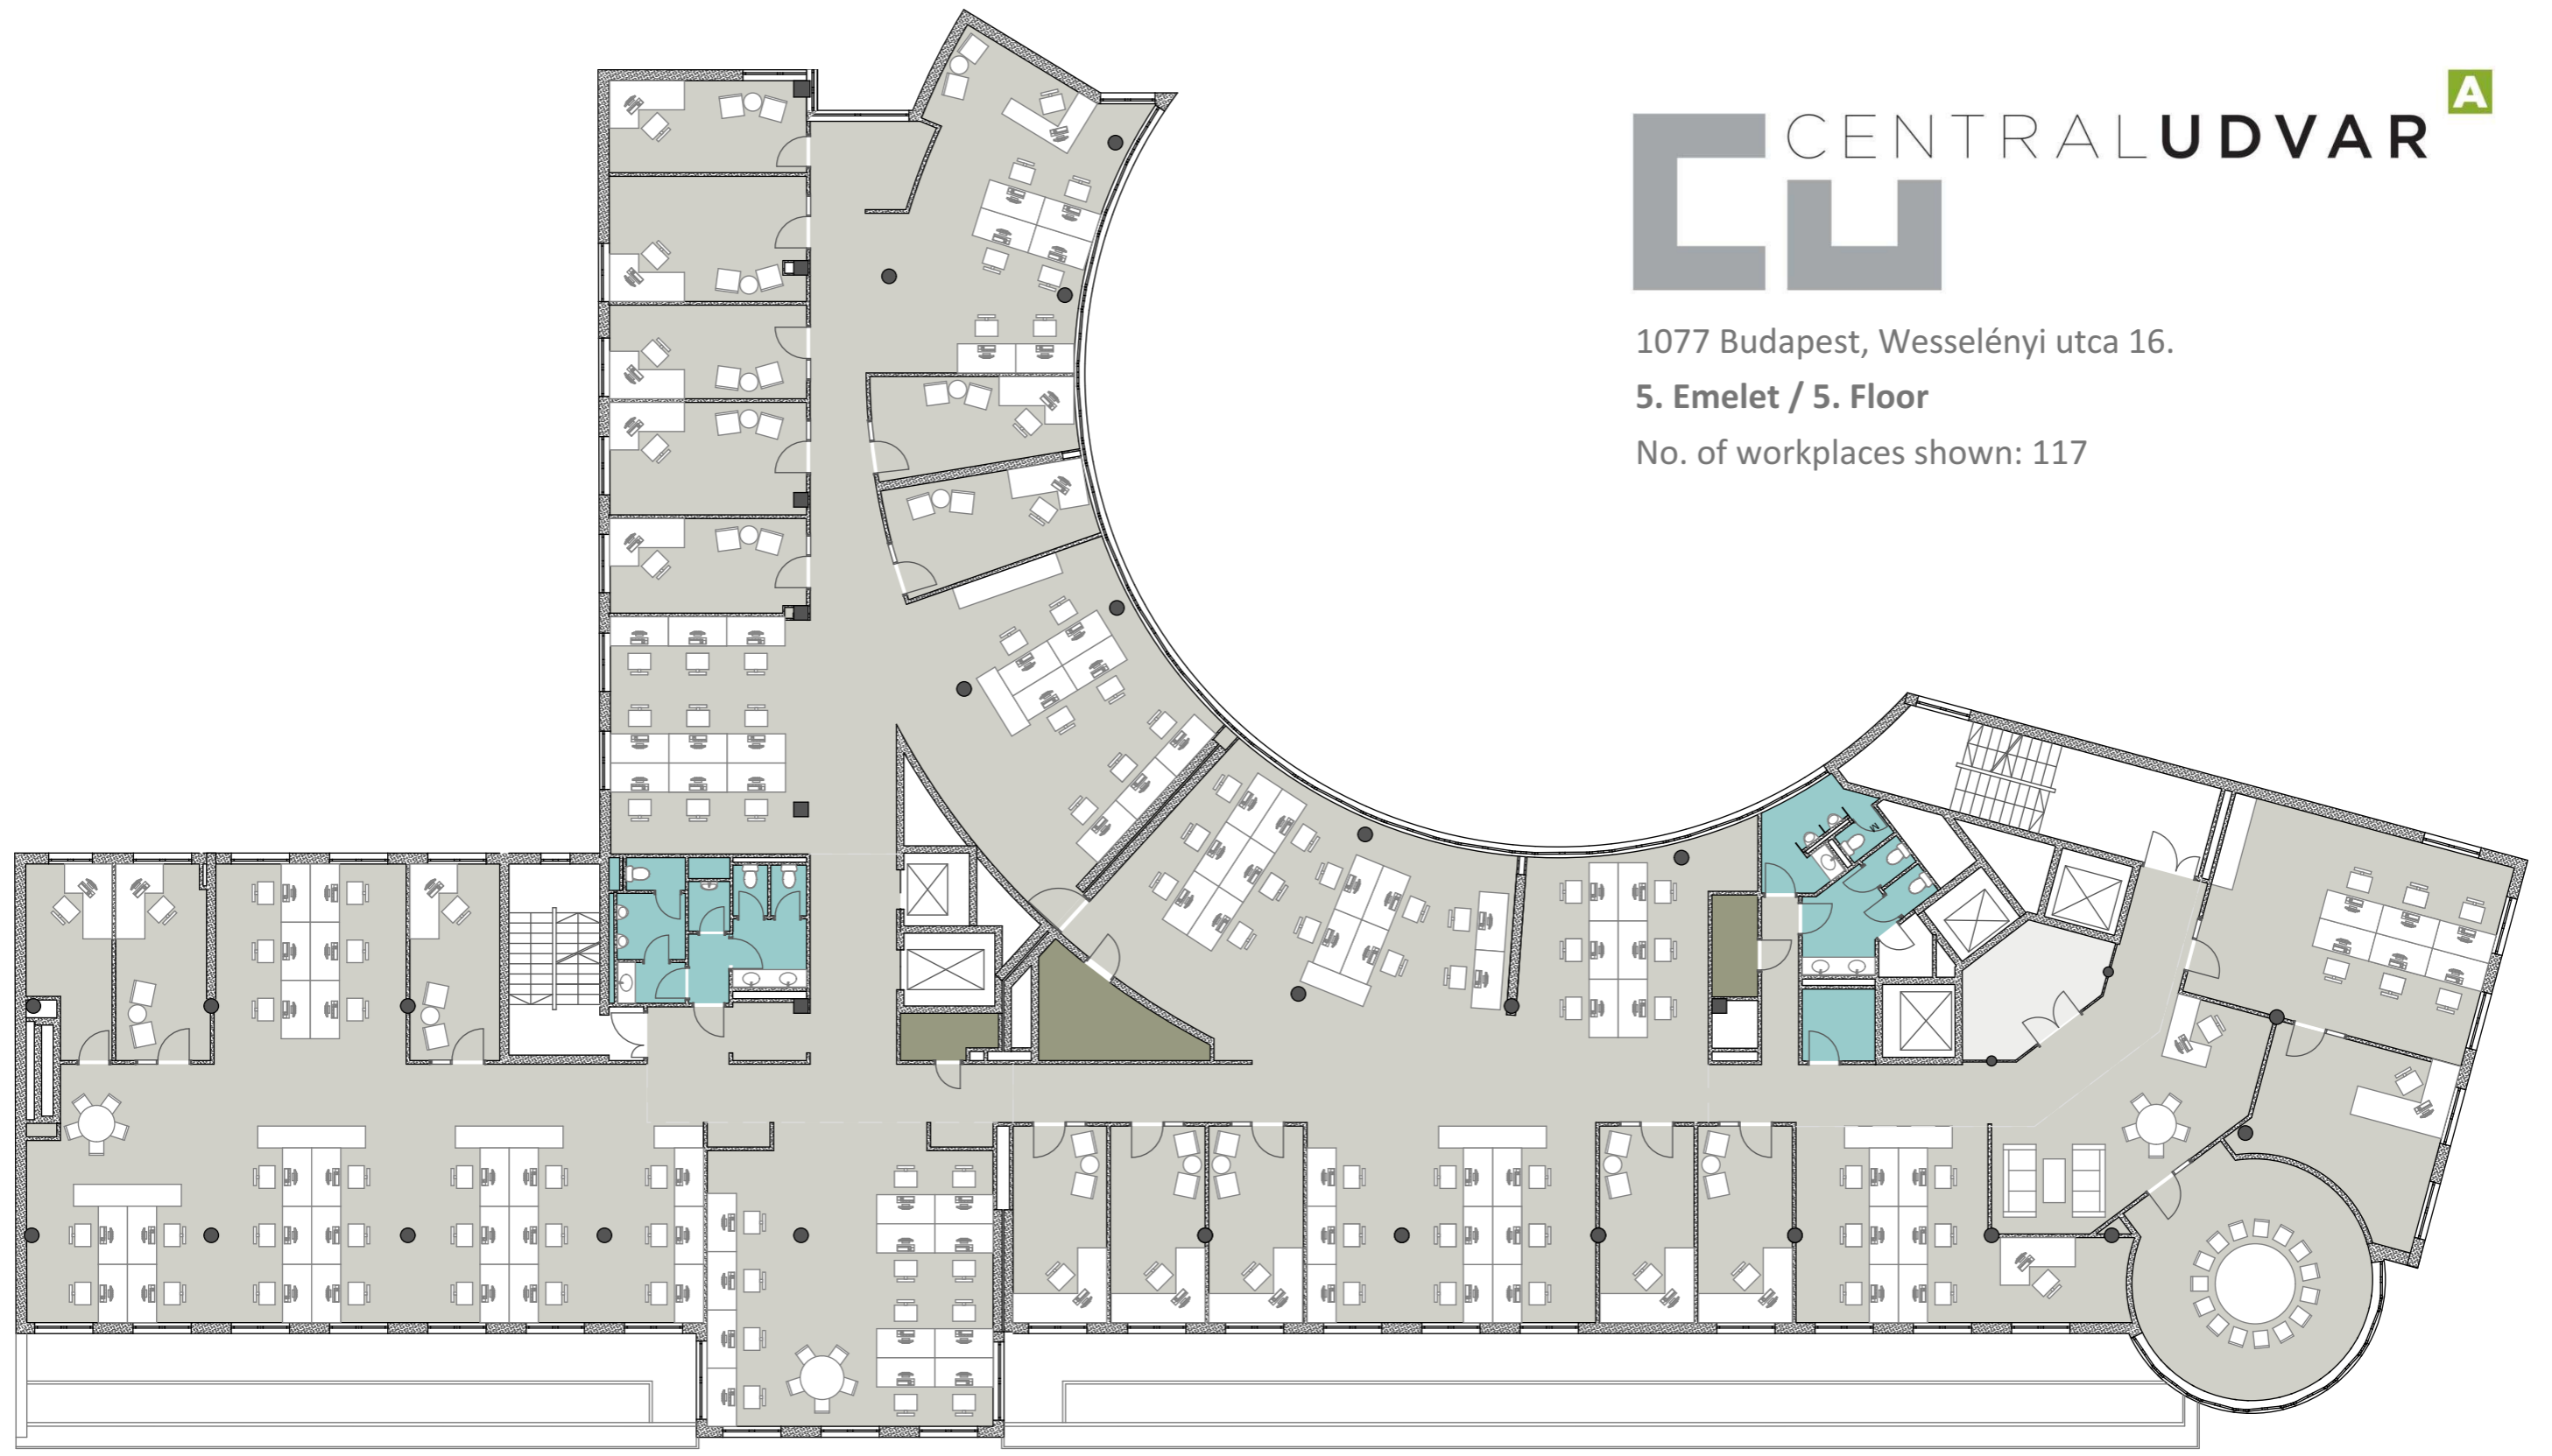 CENTRALUDVAR A
1077 Budapest, Wesselényi utca 16.
5. Emelet / 5. Floor
No. of workplaces shown: 117